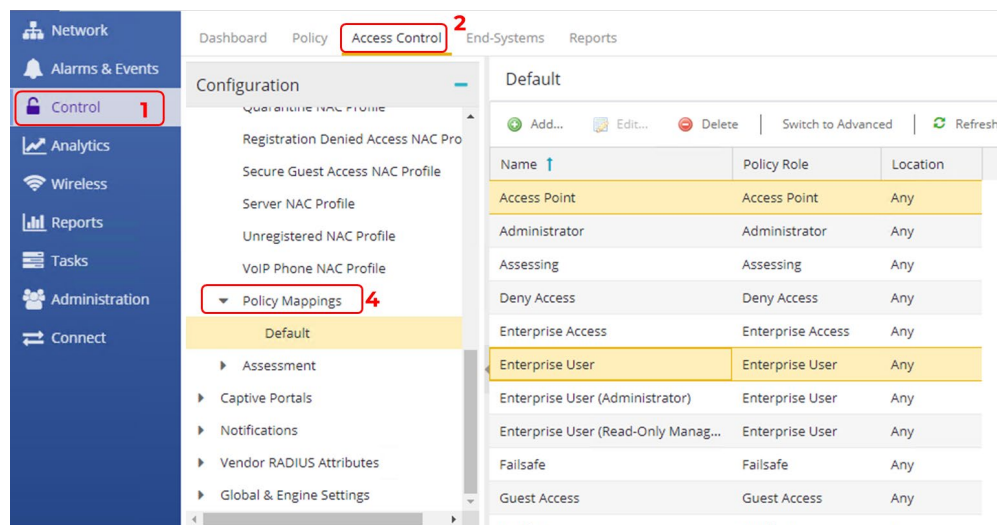 Network
Alarms & Events
Control 1
Analytics
Wireless
Reports
Tasks
Administration
Connect
Dashboard Policy Access Control 2 End-Systems Reports
Configuration
Quarantine NAC Profile
Registration Denied Access NAC Pro
Secure Guest Access NAC Profile
Server NAC Profile
Unregistered NAC Profile
VoIP Phone NAC Profile
Policy Mappings 4
Default
Assessment
Captive Portals
Notifications
Vendor RADIUS Attributes
Global & Engine Settings
Default
Add... Edit... Delete Switch to Advanced Refresh
Name Policy Role Location
Access Point Access Point Any
Administrator Administrator Any
Assessing Assessing Any
Deny Access Deny Access Any
Enterprise Access Enterprise Access Any
Enterprise User Enterprise User Any
Enterprise User (Administrator) Enterprise User Any
Enterprise User (Read-Only Manag... Enterprise User Any
Failsafe Failsafe Any
Guest Access Guest Access Any